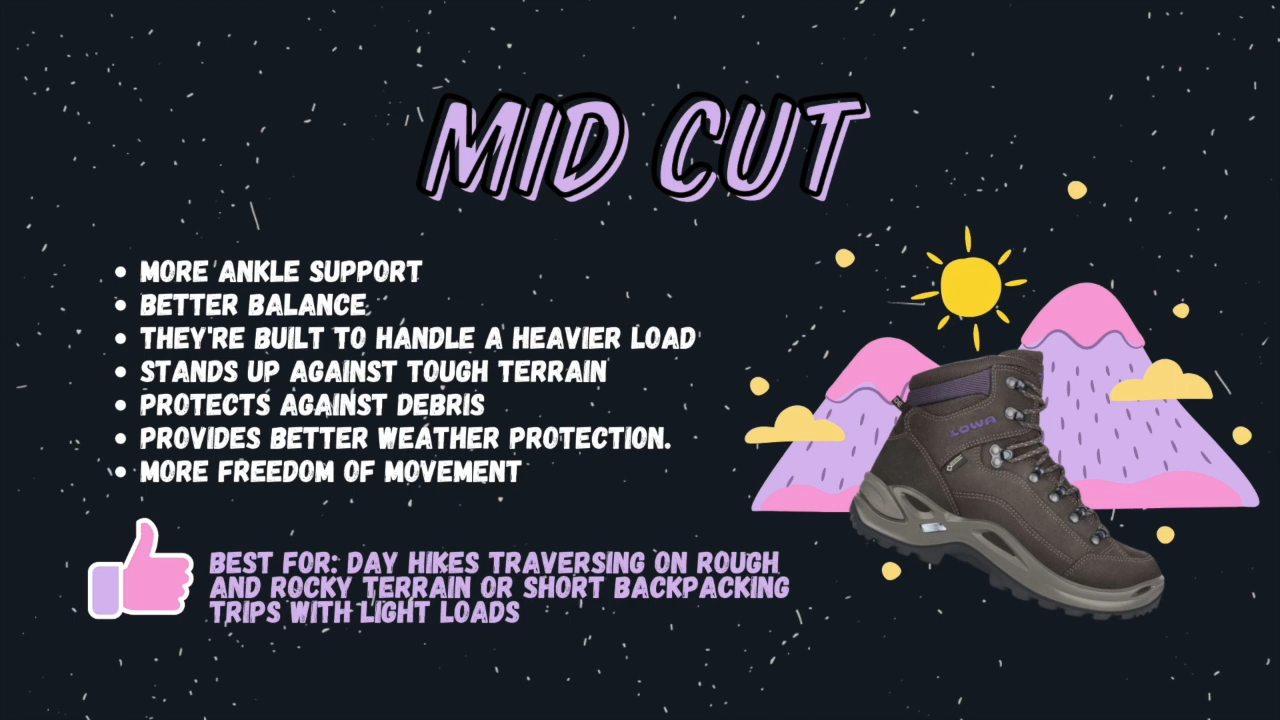 MID CUT
• MORE ANKLE SUPPORT
• BETTER BALANCE
• THEY'RE BUILT TO HANDLE A HEAVIER LOAD
• STANDS UP AGAINST TOUGH TERRAIN
• PROTECTS AGAINST DEBRIS
• PROVIDES BETTER WEATHER PROTECTION.
• MORE FREEDOM OF MOVEMENT
LOWA
BEST FOR: DAY HIKES TRAVERSING ON ROUGH
AND ROCKY TERRAIN OR SHORT BACKPACKING
TRIPS WITH LIGHT LOADS